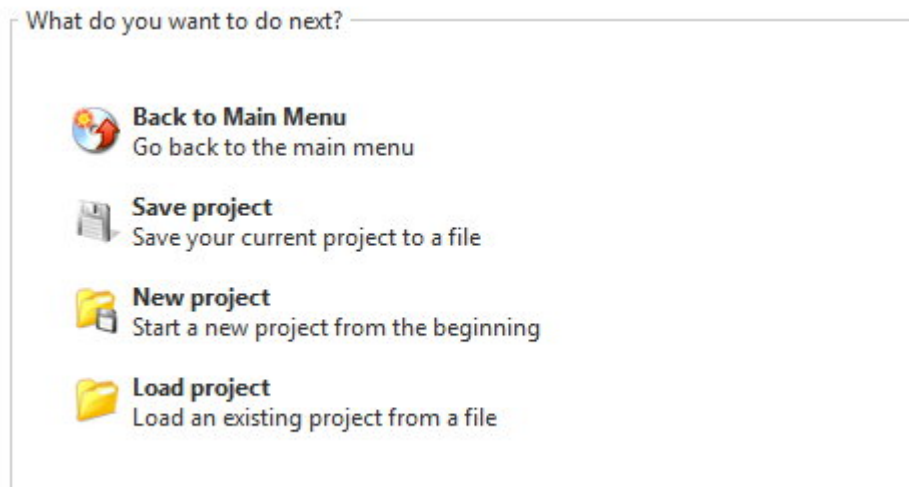 What do you want to do next?
Back to Main Menu
Go back to the main menu
Save project
Save your current project to a file
New project
Start a new project from the beginning
Load project
Load an existing project from a file